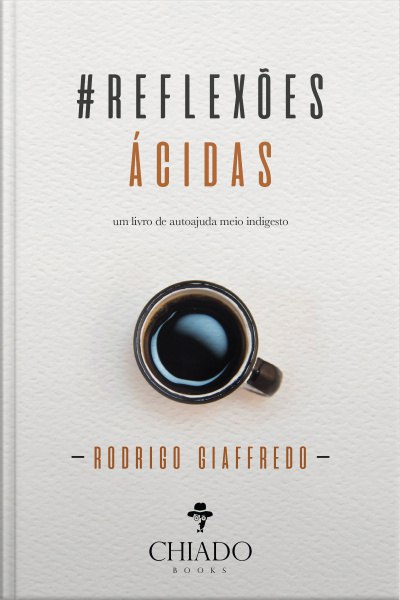 #REFLEXÕES
ÁCIDAS
um livro de autoajuda meio indigesto
– RODRIGO GIAFFREDO –
CHIADO
BOOKS